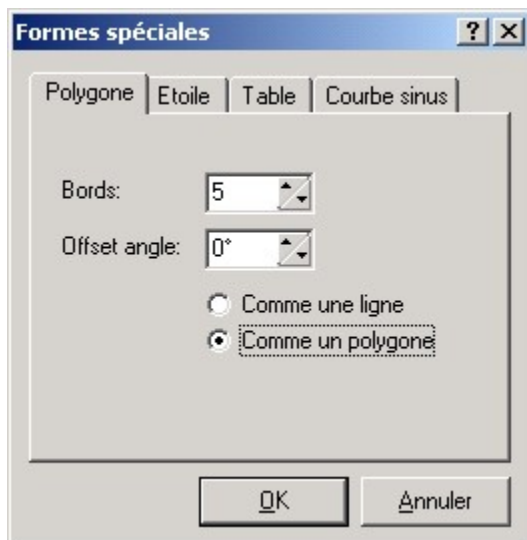 Formes spéciales
Polygone Etoile Table Courbe sinus
Bords: 5
Offset angle: 0°
Comme une ligne
Comme un polygone
OK Annuler